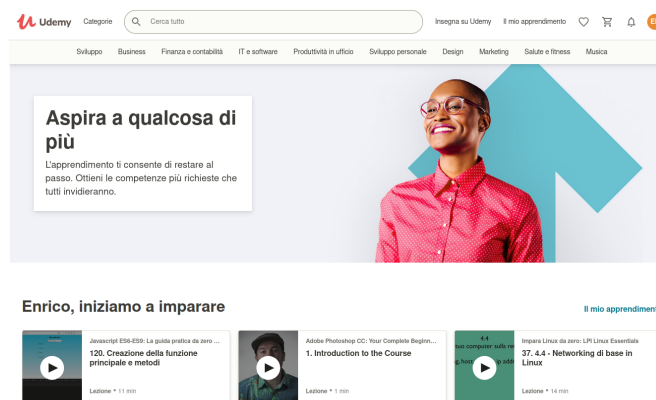 Udemy
Categorie
Cerca tutto
Insegna su Udemy
Il mio apprendimento
Sviluppo
Business
Finanza e contabilità
IT e software
Produttività in ufficio
Sviluppo personale
Design
Marketing
Salute e fitness
Musica
Aspira a qualcosa di
più
L'apprendimento ti consente di restare al
passo. Ottieni le competenze più richieste che
tutti invidieranno.
Enrico, iniziamo a imparare
Il mio apprendiment
Javascript ES6-ES9: La guida pratica da zero ...
120. Creazione della funzione
principale e metodi
Lezione • 11 min
Adobe Photoshop CC: Your Complete Beginn...
1. Introduction to the Course
Lezione • 1 min
4.4
Impara Linux da zero: LPI Linux Essentials
37. 4.4 - Networking di base in
Linux
Lezione • 14 min